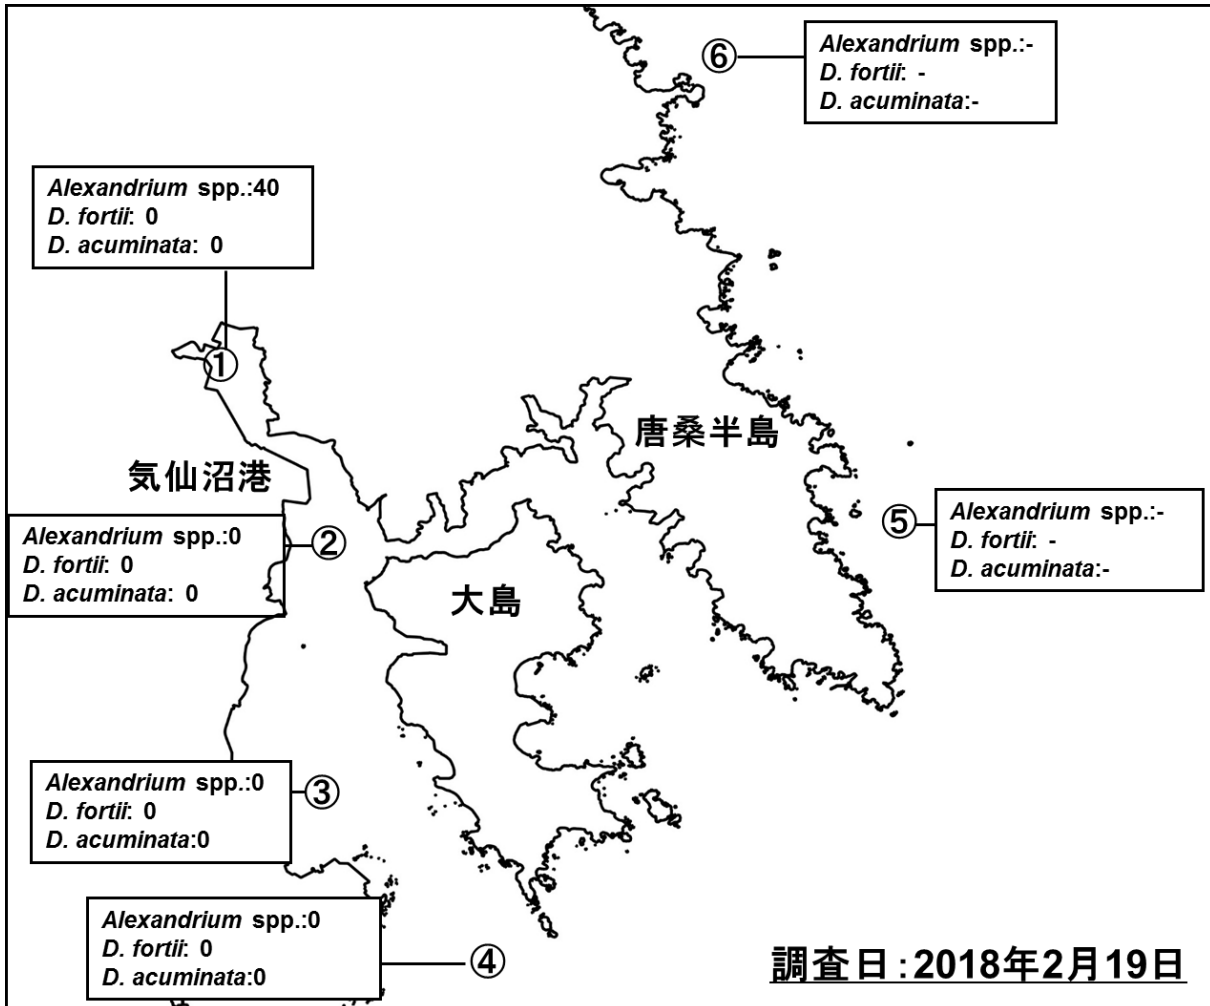 ⑥
Alexandrium spp.:-
D. fortii: -
D. acuminata:-
Alexandrium spp.:40
D. fortii: 0
D. acuminata: 0
①
唐桑半島
気仙沼港
⑤
Alexandrium spp.:-
D. fortii: -
D. acuminata:-
Alexandrium spp.:0
D. fortii: 0
D. acuminata: 0
②
大島
Alexandrium spp.:0
D. fortii: 0
D. acuminata:0
③
Alexandrium spp.:0
D. fortii: 0
D. acuminata:0
④
調査日:2018年2月19日